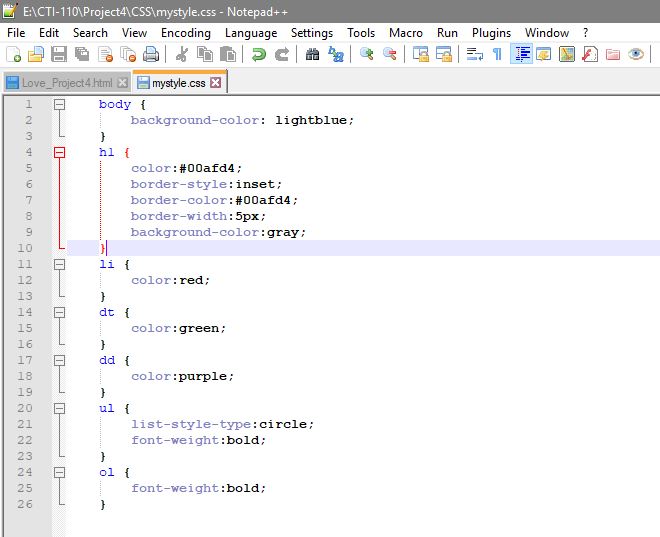 E:\CTI-110\Project4\CSS\mystyle.css - Notepad++
File Edit Search View Encoding Language Settings Tools Macro Run Plugins Window ?
Love_Project4.html mystyle.css
1 body {
2 background-color: lightblue;
3 }
4 h1 {
5 color:#00afd4;
6 border-style:inset;
7 border-color:#00afd4;
8 border-width:5px;
9 background-color:gray;
10 }
11 li {
12 color:red;
13 }
14 dt {
15 color:green;
16 }
17 dd {
18 color:purple;
19 }
20 ul {
21 list-style-type:circle;
22 font-weight:bold;
23 }
24 ol {
25 font-weight:bold;
26 }